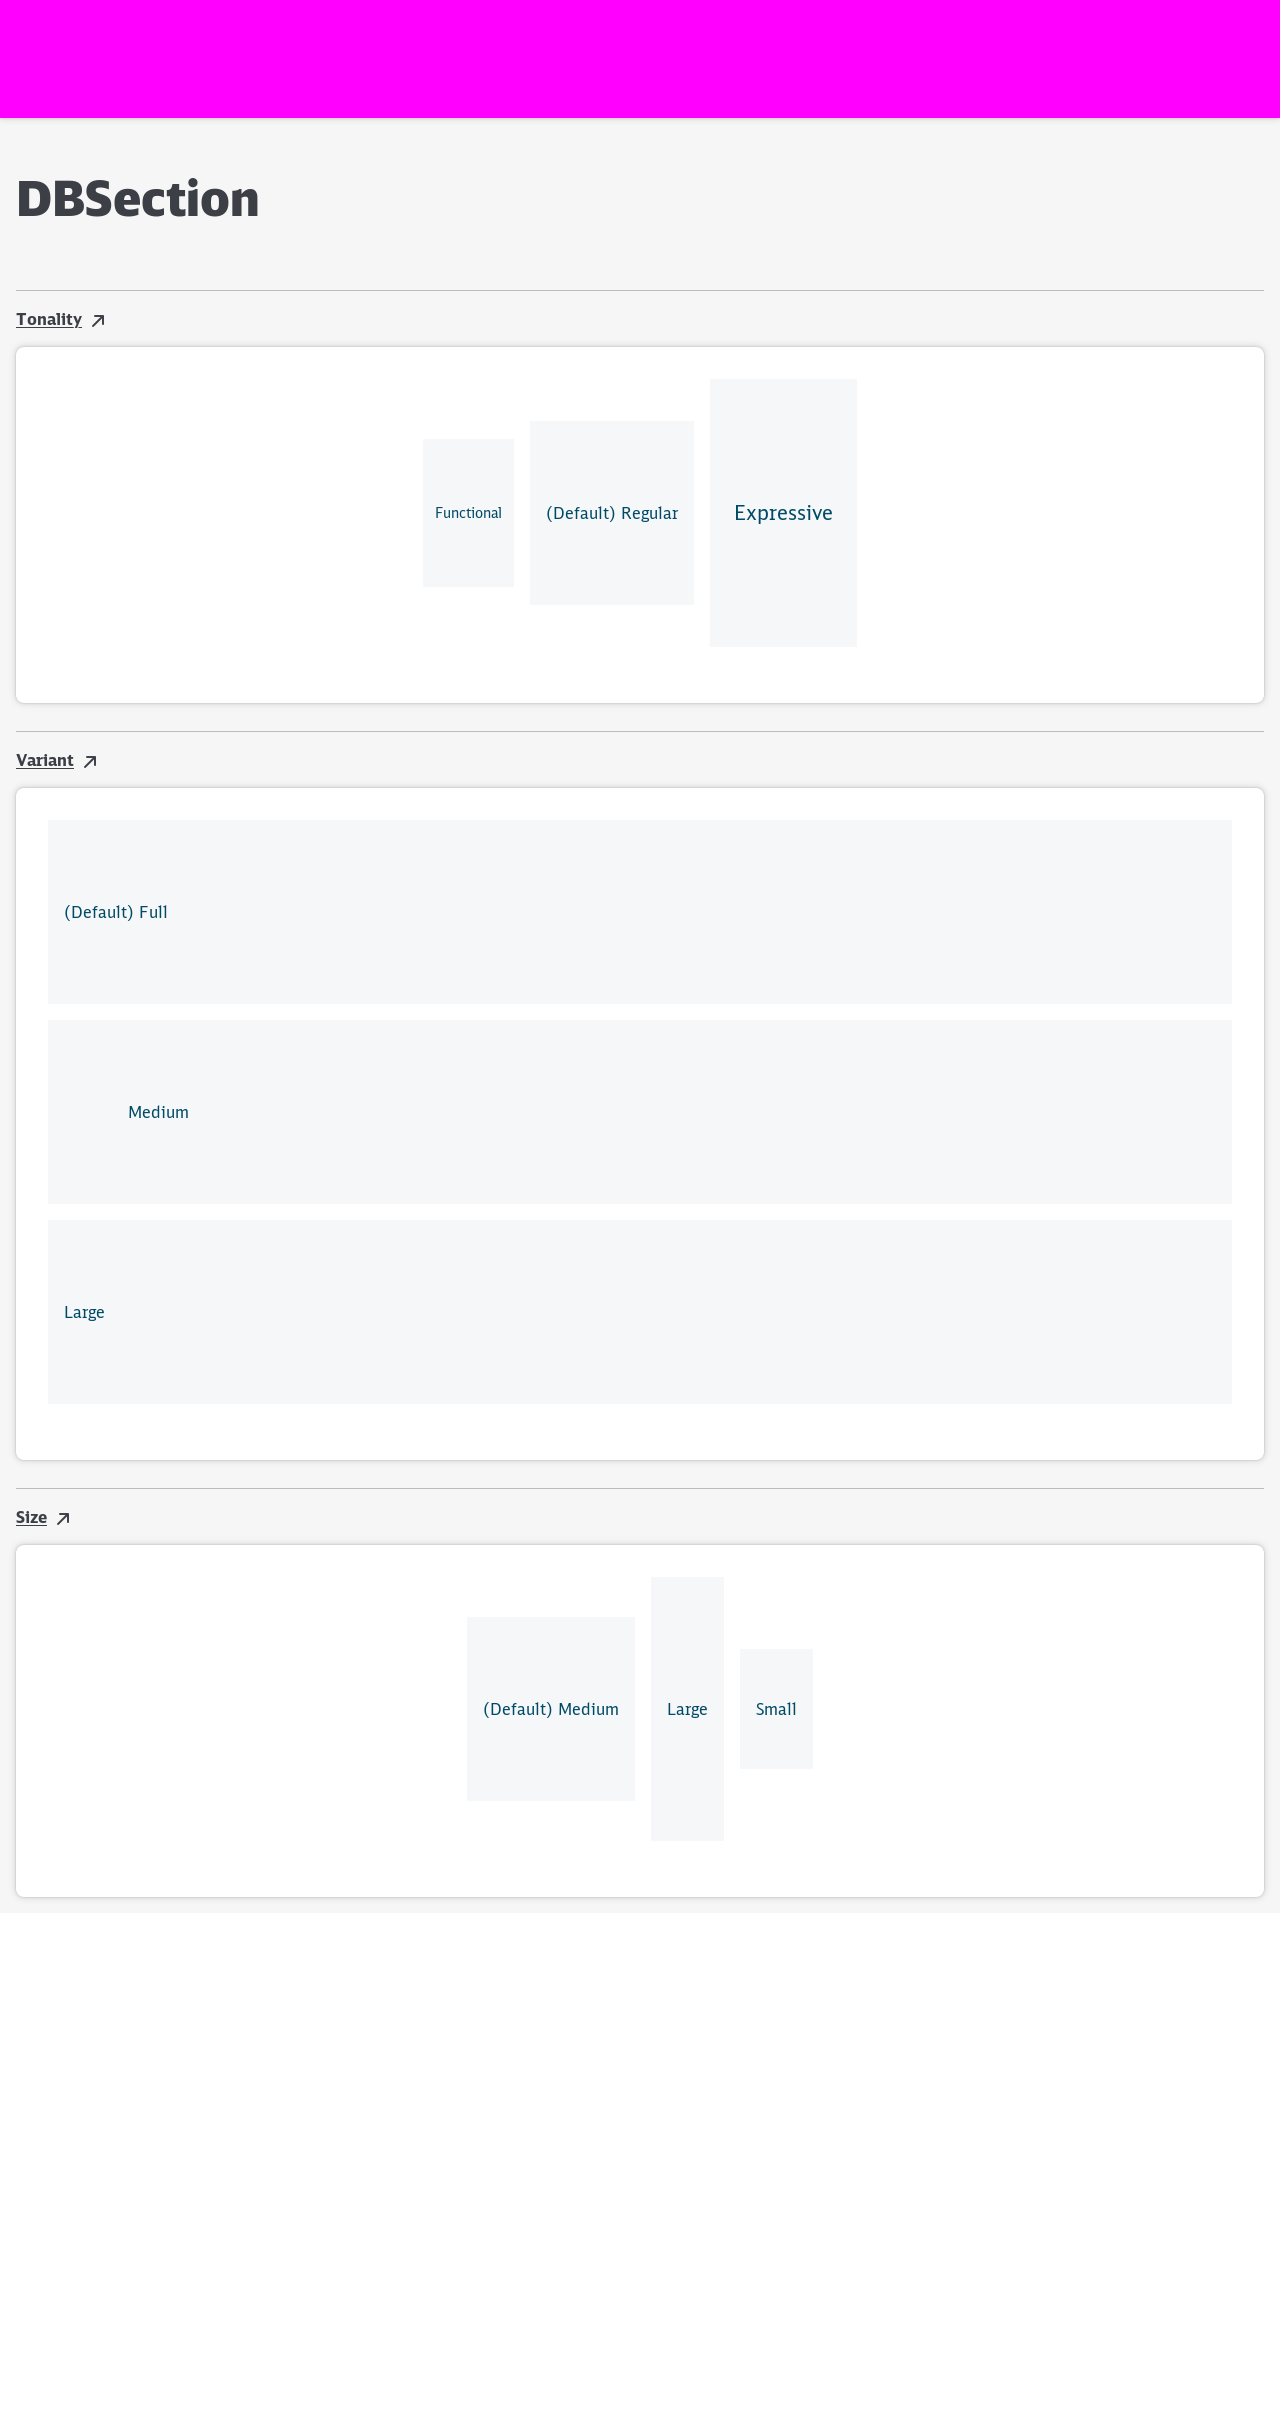 DBSection
Tonality
Functional
(Default) Regular
Expressive
Variant
(Default) Full
Medium
Large
Size
(Default) Medium
Large
Small